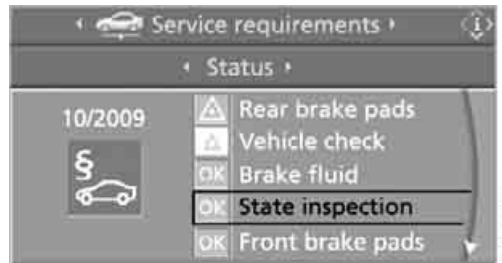 Service requirements
Status
10/2009
Rear brake pads
Vehicle check
OK Brake fluid
§
OK State inspection
OK Front brake pads